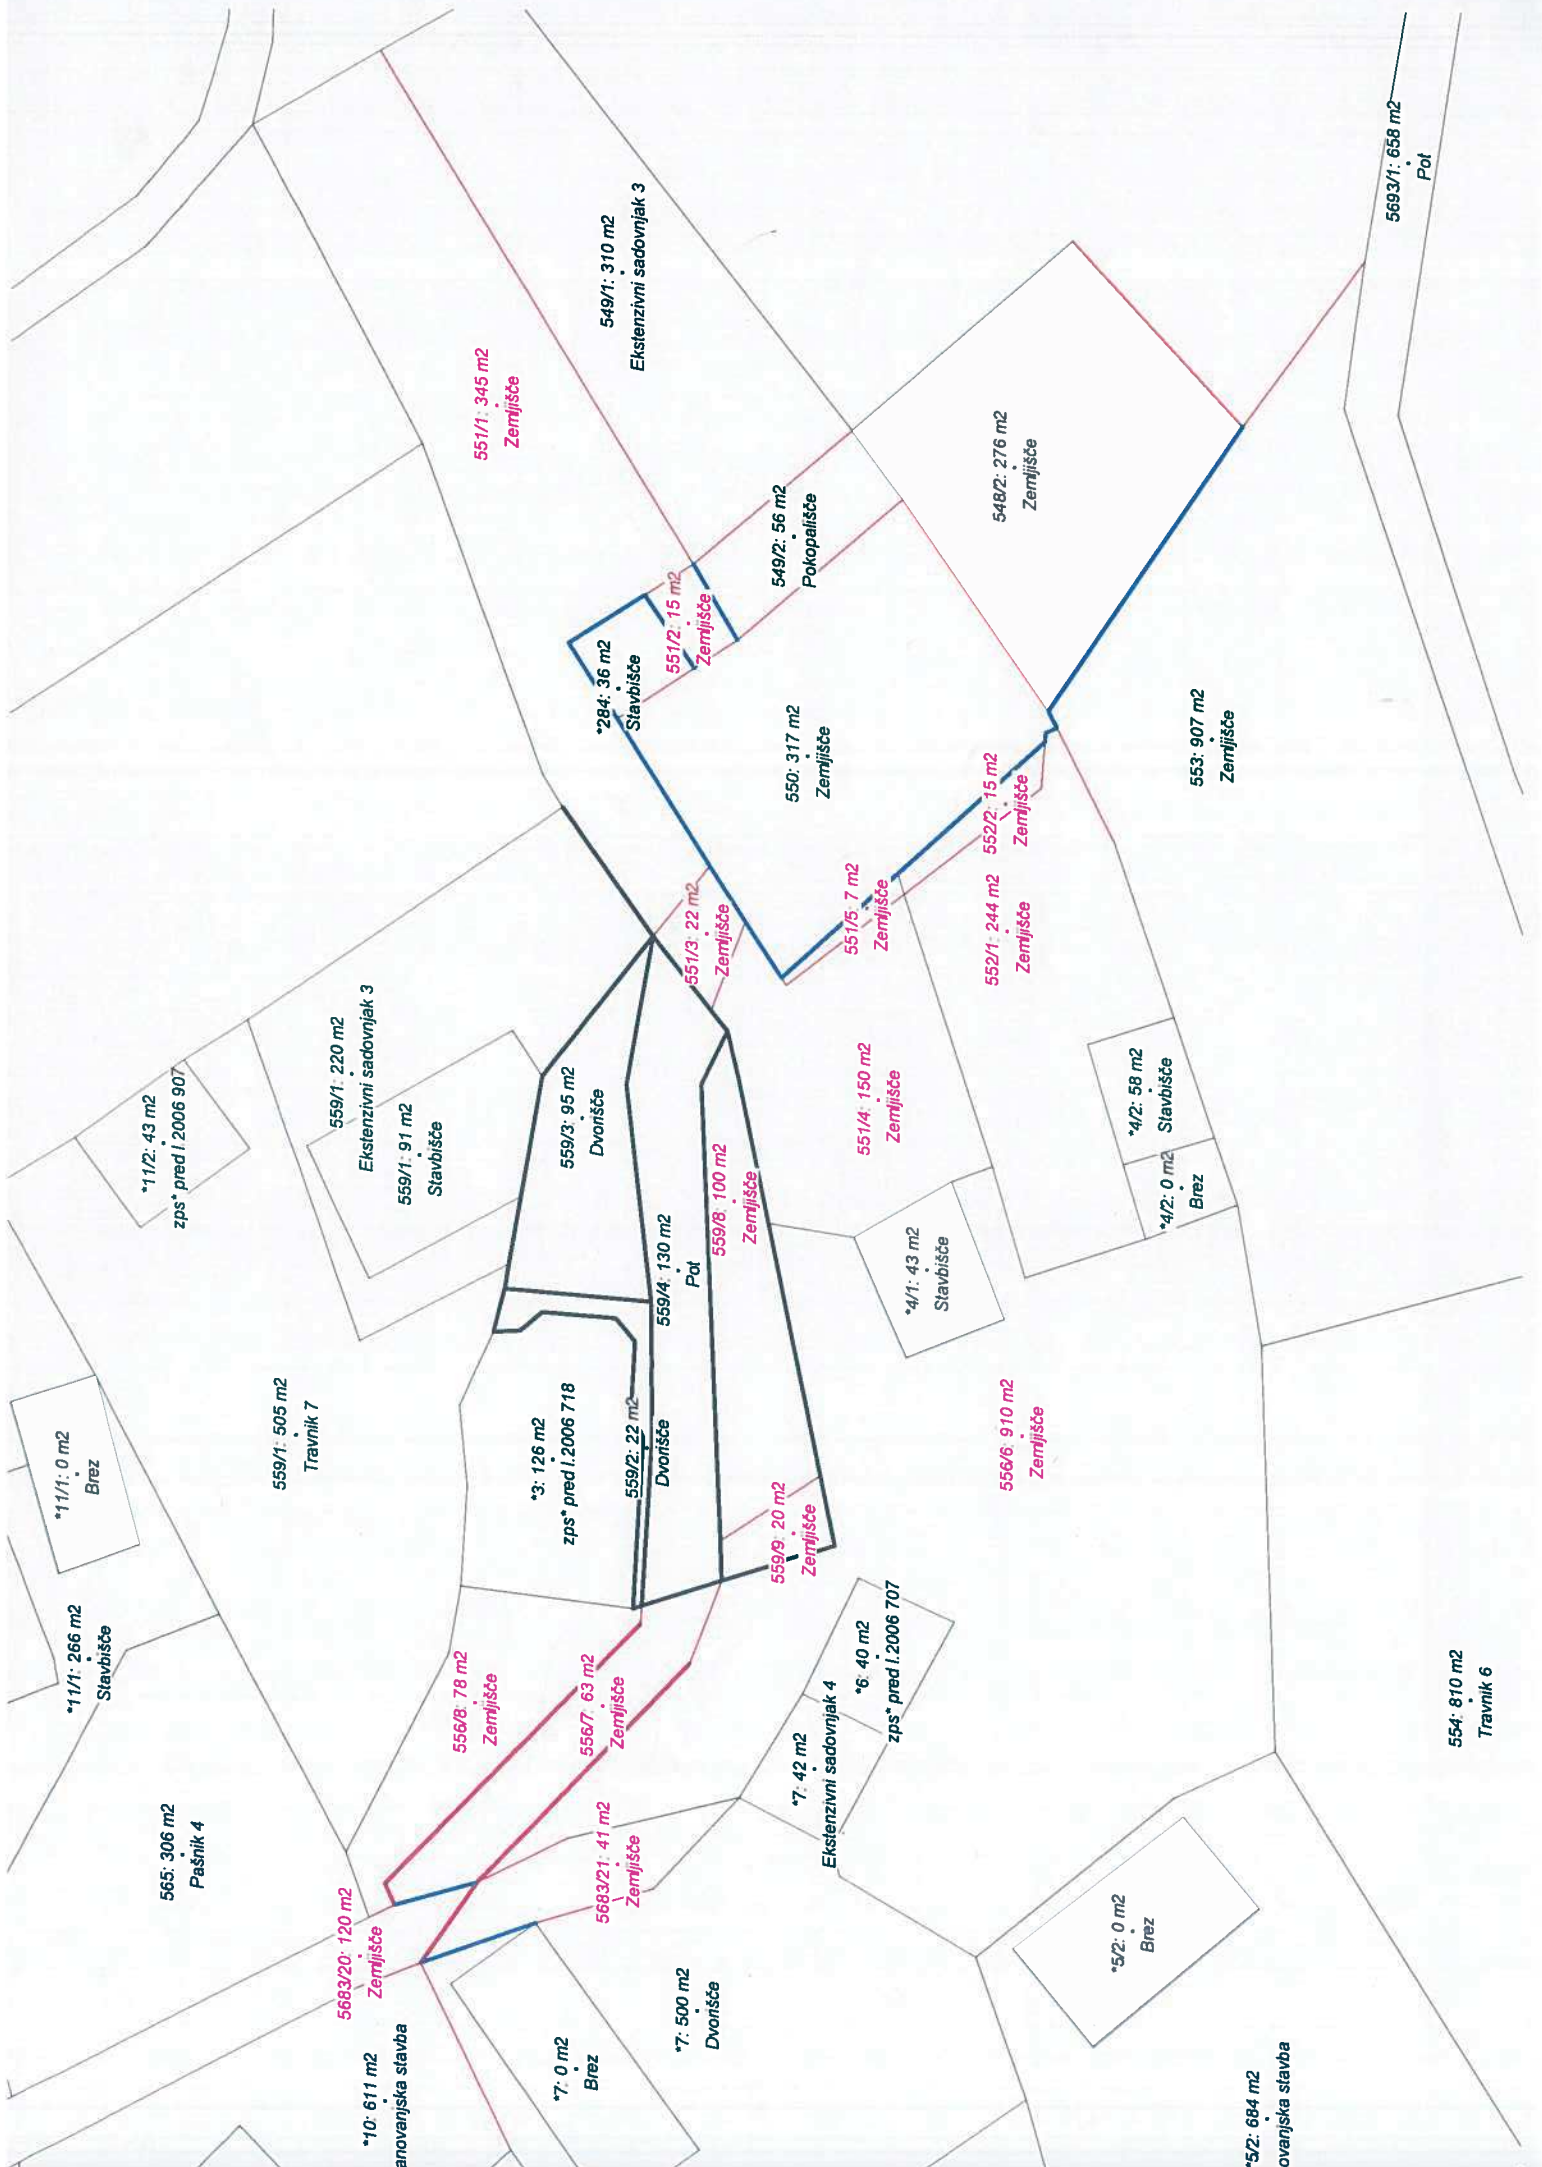 5693/1: 658 m2
Pot
549/1: 310 m2
Ekstenzivni sadovnjak 3
551/1: 345 m2
Zemljišče
548/2: 276 m2
Zemljišče
549/2: 56 m2
Pokopališče
551/2: 15 m2
Zemljišče
*284: 36 m2
Stavbišče
550: 317 m2
Zemljišče
553: 907 m2
Zemljišče
552/2: 15 m2
Zemljišče
551/5: 7 m2
Zemljišče
552/1: 244 m2
Zemljišče
551/3: 22 m2
Zemljišče
559/1: 220 m2
Ekstenzivni sadovnjak 3
559/1: 91 m2
Stavbišče
*11/2: 43 m2
zps* pred l.2006 907
559/3: 95 m2
Dvorišče
551/4: 150 m2
Zemljišče
*4/2: 58 m2
Stavbišče
*4/2: 0 m2
Brez
559/8: 100 m2
Zemljišče
559/4: 130 m2
Pot
*4/1: 43 m2
Stavbišče
559/1: 505 m2
Travnik 7
*11/1: 0 m2
Brez
*3: 126 m2
zps* pred l.2006 718
559/2: 22 m2
Dvorišče
556/6: 910 m2
Zemljišče
559/9: 20 m2
Zemljišče
*11/1: 266 m2
Stavbišče
556/8: 78 m2
Zemljišče
556/7: 63 m2
Zemljišče
*6: 40 m2
zps* pred l.2006 707
*7: 42 m2
Ekstenzivni sadovnjak 4
554: 810 m2
Travnik 6
565: 306 m2
Pašnik 4
5683/21: 41 m2
Zemljišče
5683/20: 120 m2
Zemljišče
*5/2: 0 m2
Brez
*7: 500 m2
Dvorišče
*7: 0 m2
Brez
*10: 611 m2
anovanjska stavba
*5/2: 684 m2
ovanjska stavba